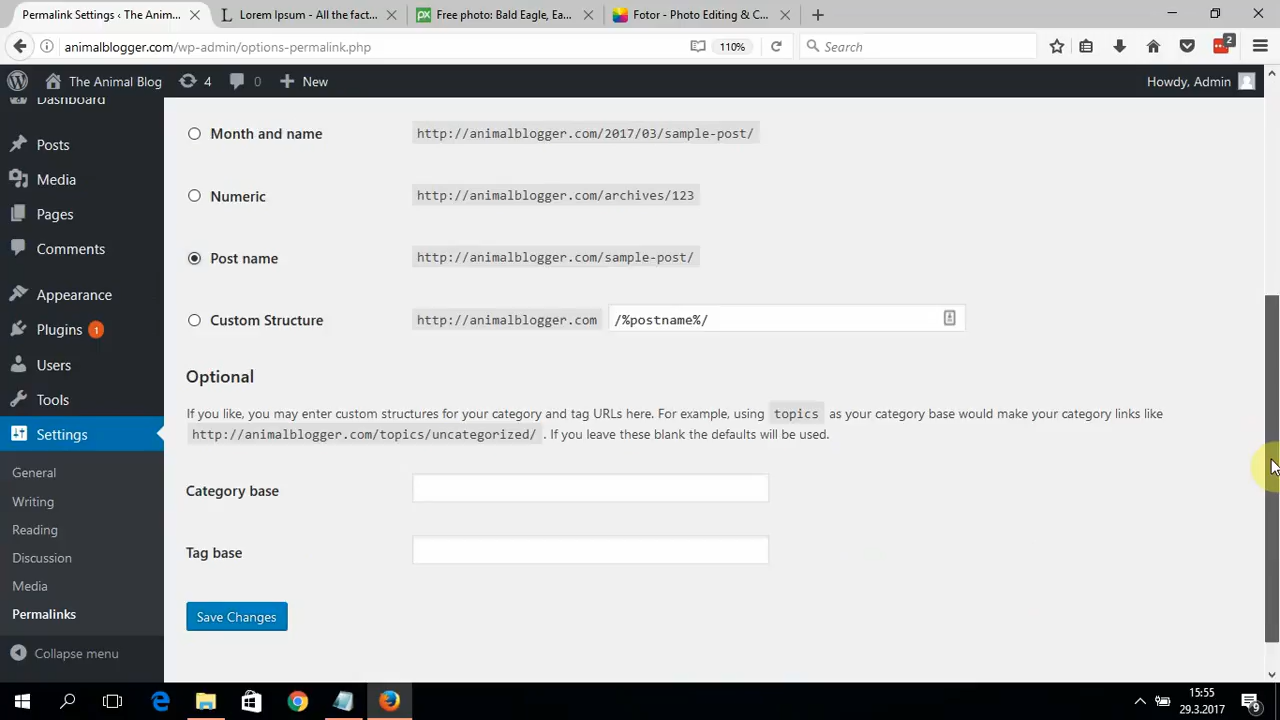 Permalink Settings ‹ The Anim...
Lorem Ipsum - All the fact...
Free photo: Bald Eagle, Ea...
Fotor - Photo Editing & C...
animalblogger.com/wp-admin/options-permalink.php
110%
Search
2
The Animal Blog
4
0
New
Howdy, Admin
Dashboard
Posts
Media
Pages
Comments
Appearance
Plugins 1
Users
Tools
Settings
General
Writing
Reading
Discussion
Media
Permalinks
Collapse menu
Month and name http://animalblogger.com/2017/03/sample-post/
Numeric http://animalblogger.com/archives/123
Post name http://animalblogger.com/sample-post/
Custom Structure http://animalblogger.com /%postname%/
Optional
If you like, you may enter custom structures for your category and tag URLs here. For example, using topics as your category base would make your category links like
http://animalblogger.com/topics/uncategorized/ . If you leave these blank the defaults will be used.
Category base
Tag base
Save Changes
15:55
29.3.2017
9